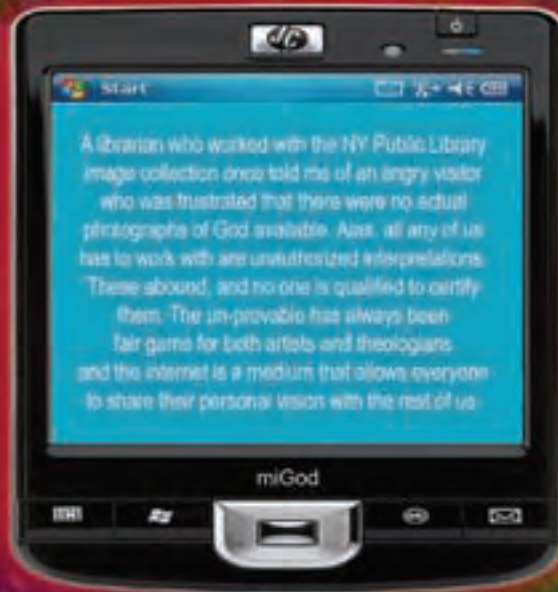 Start
A librarian who worked with the NY Public Library
image collection once told me of an angry visitor
who was frustrated that there were no actual
photographs of God available. Alas, all any of us
has to work with are unauthorized interpretations.
These abound, and no one is qualified to certify
them. The un-provable has always been
fair game for both artists and theologians
and the internet is a medium that allows everyone
to share their personal vision with the rest of us.
miGod